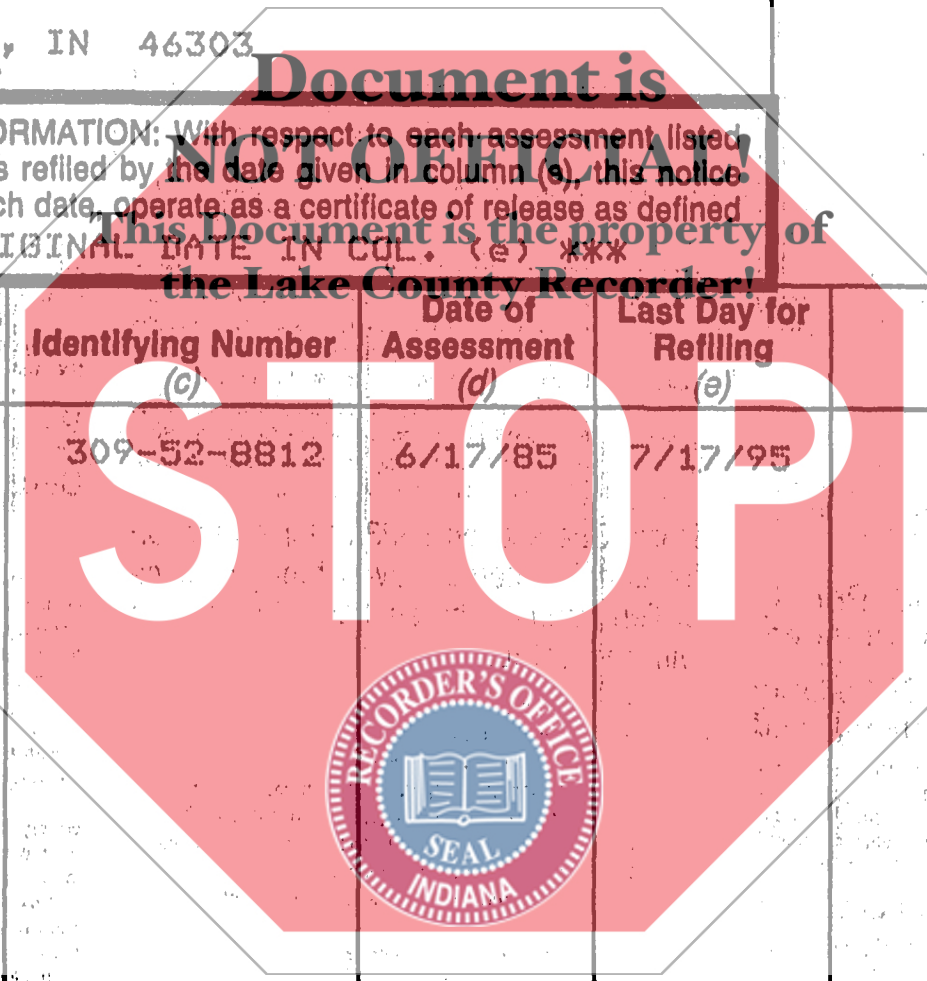 , IN 46303
Document is
ORMATION: With respect to each assessment listed
NOT OFFICIAL!
s refiled by the date given in column (e), this notice
ch date, operate as a certificate of release as defined
This Document is the property of
IGINAL DATE IN COL. (e) ***
the Lake County Recorder!
Identifying Number
(c)
Date of
Assessment
(d)
Last Day for
Refiling
(e)
309-52-8812 6/17/85 7/17/95
STOP
RECORDER'S OFFICE
SEAL
INDIANA